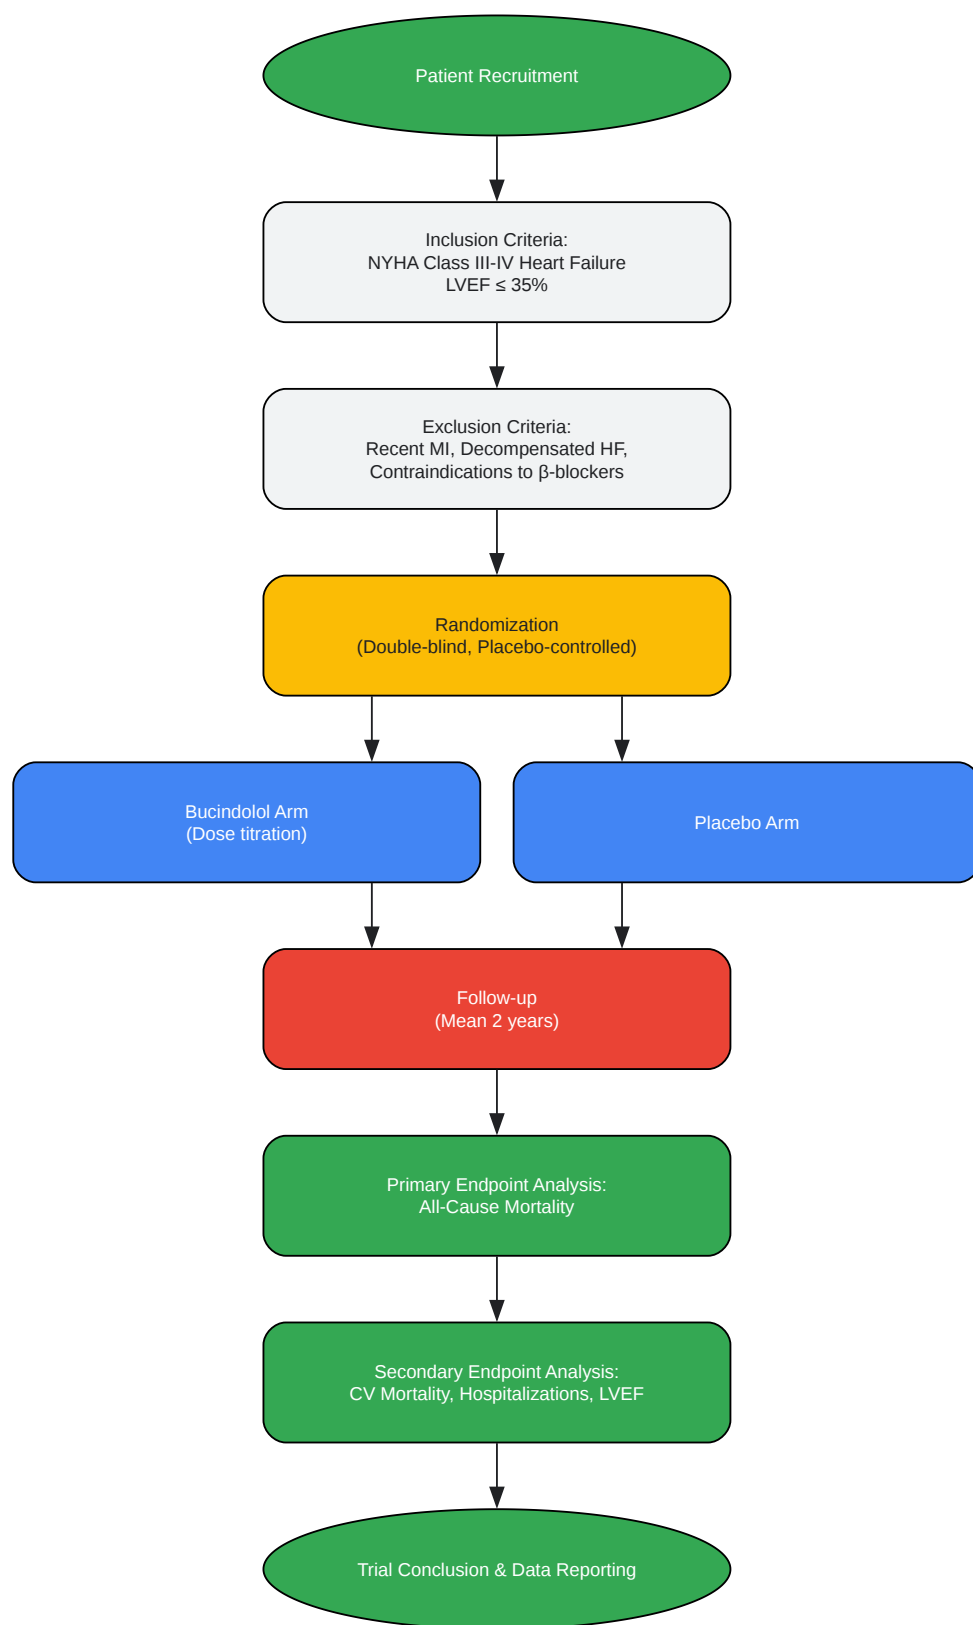 Patient Recruitment
Inclusion Criteria:
NYHA Class III-IV Heart Failure
LVEF ≤ 35%
Exclusion Criteria:
Recent MI, Decompensated HF,
Contraindications to β-blockers
Randomization
(Double-blind, Placebo-controlled)
Bucindolol Arm
(Dose titration)
Placebo Arm
Follow-up
(Mean 2 years)
Primary Endpoint Analysis:
All-Cause Mortality
Secondary Endpoint Analysis:
CV Mortality, Hospitalizations, LVEF
Trial Conclusion & Data Reporting